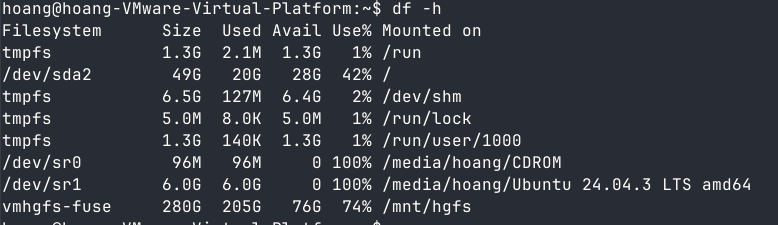 hoang@hoang-VMware-Virtual-Platform:~$ df -h
Filesystem      Size  Used Avail Use% Mounted on
tmpfs           1.3G  2.1M  1.3G   1% /run
/dev/sda2        49G   20G   28G  42% /
tmpfs           6.5G  127M  6.4G   2% /dev/shm
tmpfs           5.0M  8.0K  5.0M   1% /run/lock
tmpfs           1.3G  140K  1.3G   1% /run/user/1000
/dev/sr0         96M   96M     0 100% /media/hoang/CDROM
/dev/sr1        6.0G  6.0G     0 100% /media/hoang/Ubuntu 24.04.3 LTS amd64
vmhgfs-fuse     280G  205G   76G  74% /mnt/hgfs